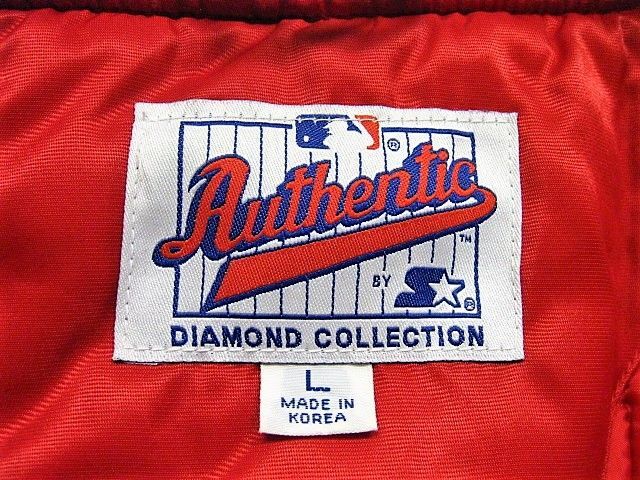 ®
Authentic
™
BY S ®
DIAMOND COLLECTION
L
MADE IN
KOREA